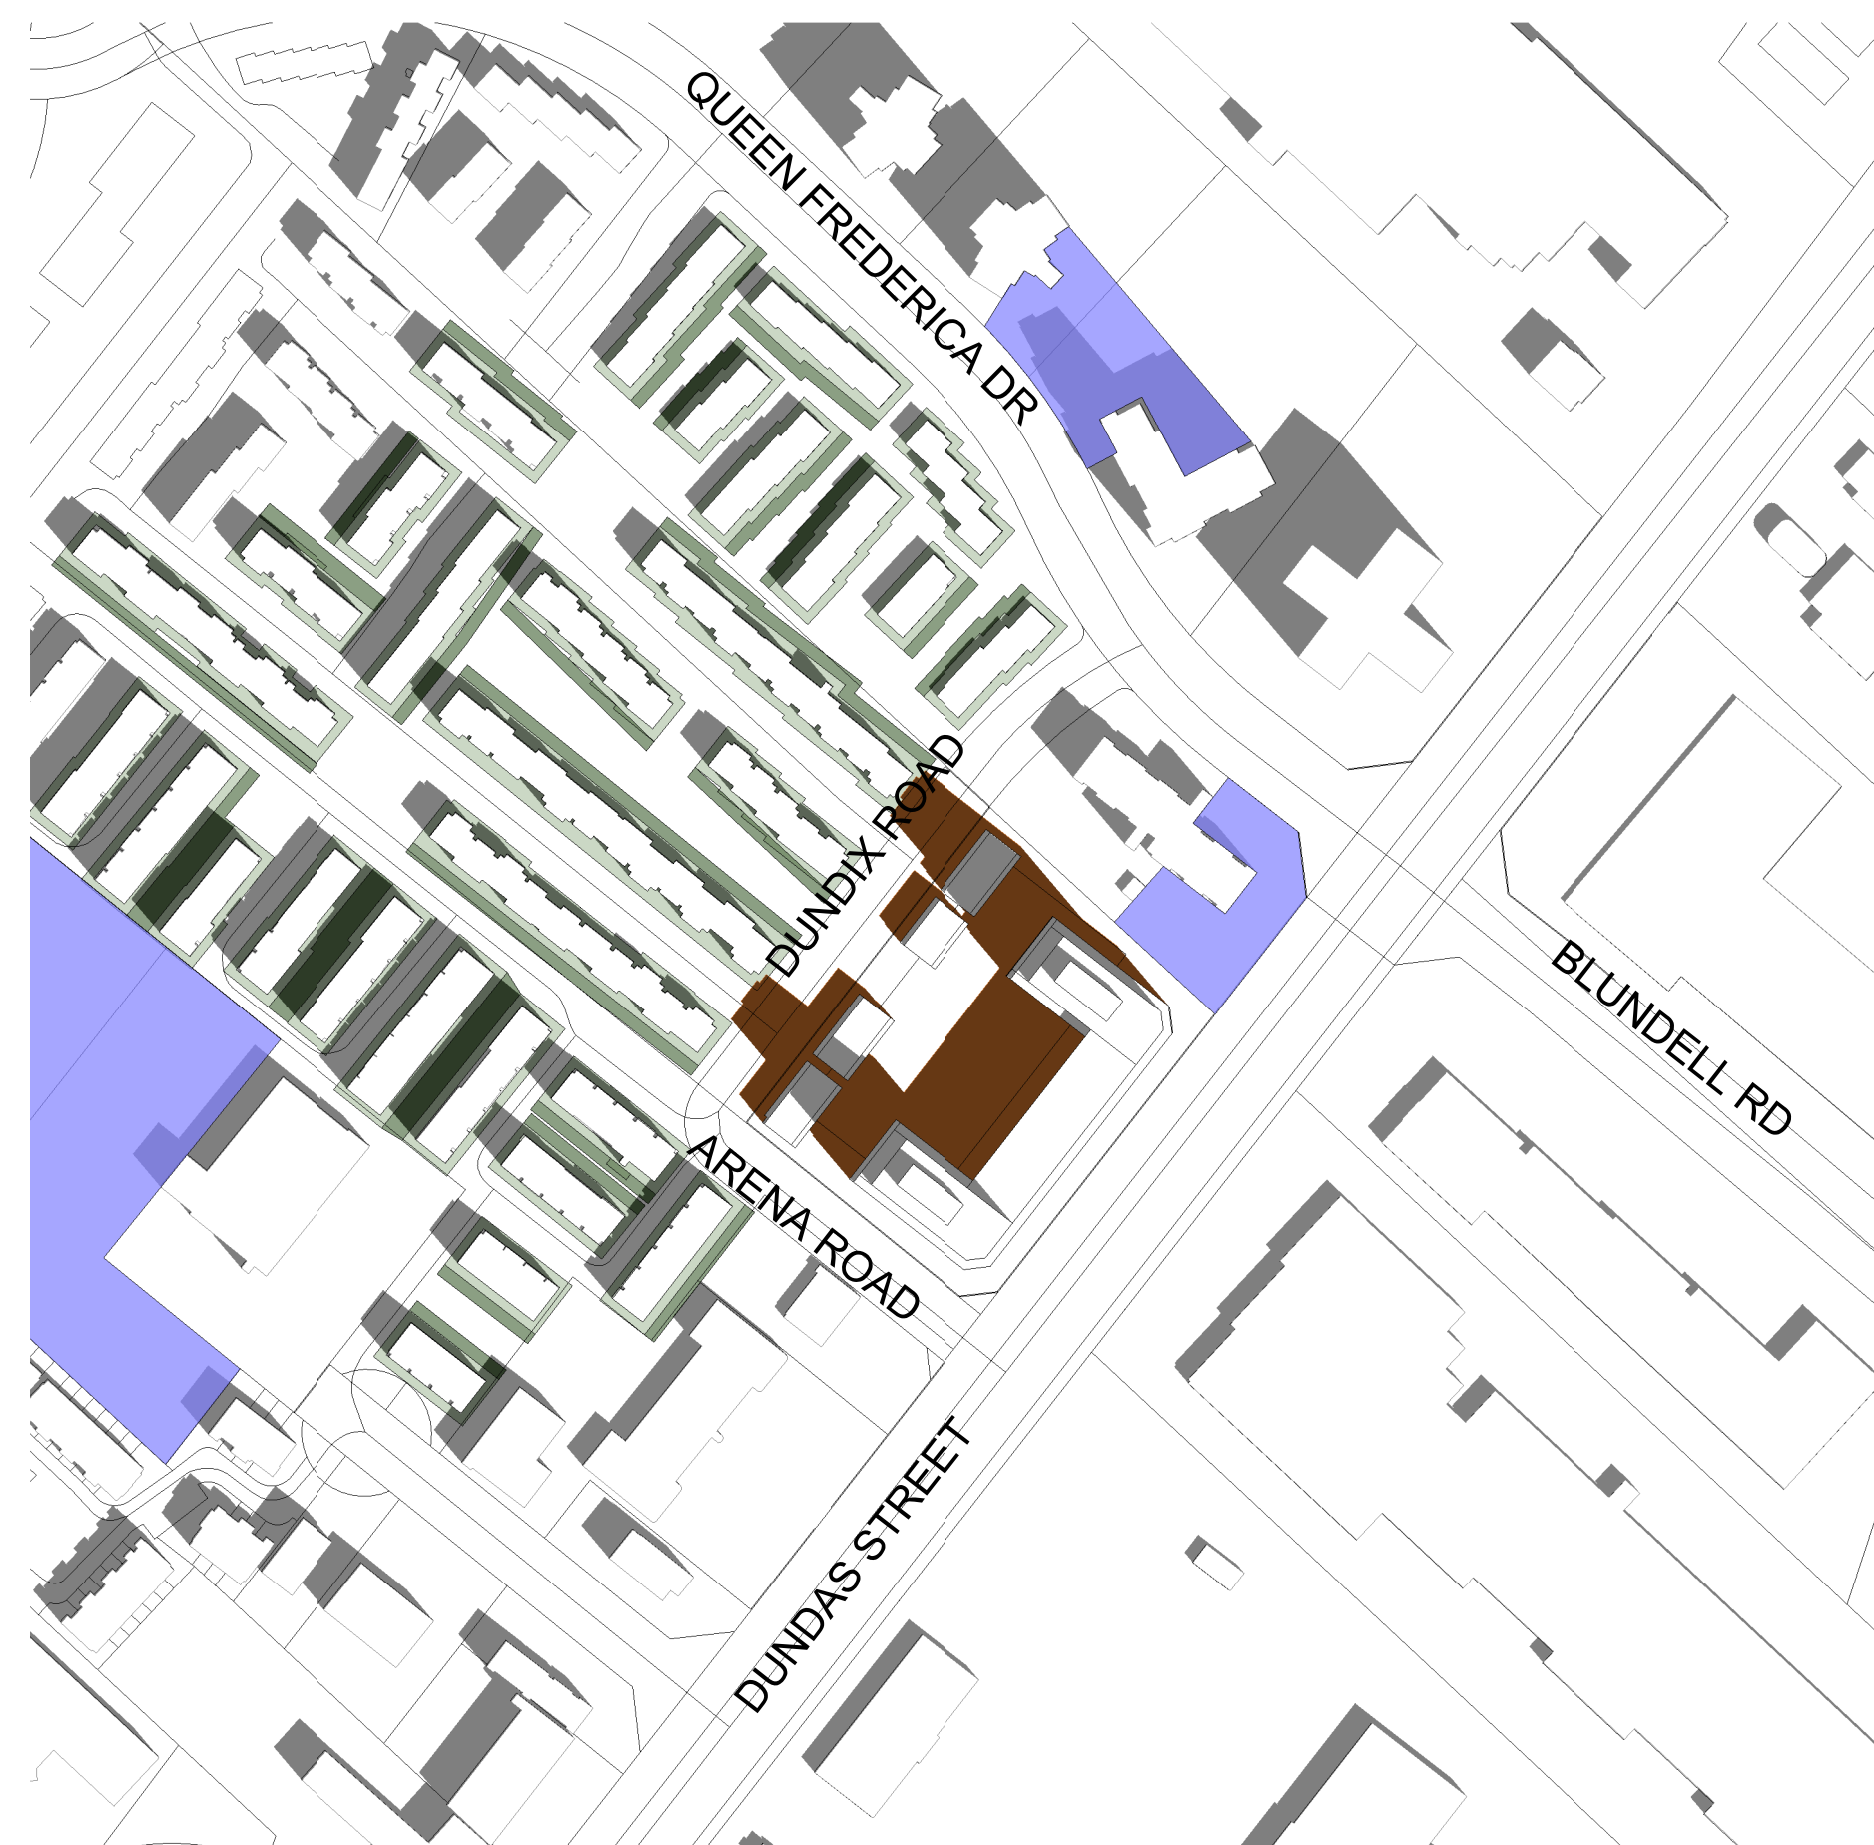 QUEEN FREDERICA DR
DUNDIX ROAD
BLUNDELL RD
ARENA ROAD
DUNDAS STREET